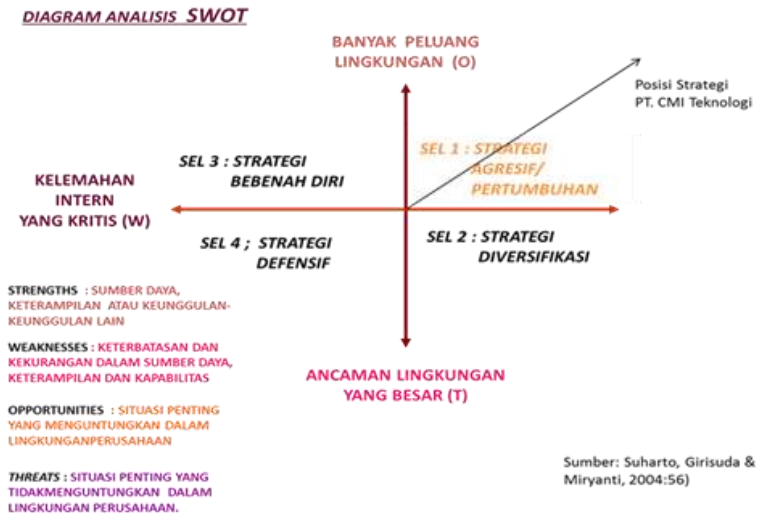 DIAGRAM ANALISIS SWOT
BANYAK PELUANG
LINGKUNGAN (O)
Posisi Strategi
PT. CMI Teknologi
SEL 3 : STRATEGI
BEBENAH DIRI
SEL 1 : STRATEGI
AGRESIF/
PERTUMBUHAN
KELEMAHAN
INTERN
YANG KRITIS (W)
SEL 4 ; STRATEGI
DEFENSIF
SEL 2 : STRATEGI
DIVERSIFIKASI
STRENGTHS : SUMBER DAYA,
KETERAMPILAN ATAU KEUNGGULAN-
KEUNGGULAN LAIN
WEAKNESSES : KETERBATASAN DAN
KEKURANGAN DALAM SUMBER DAYA,
KETERAMPILAN DAN KAPABILITAS
ANCAMAN LINGKUNGAN
YANG BESAR (T)
OPPORTUNITIES : SITUASI PENTING
YANG MENGUNTUNGKAN DALAM
LINGKUNGANPERUSAHAAN
THREATS : SITUASI PENTING YANG
TIDAKMENGUNTUNGKAN DALAM
LINGKUNGAN PERUSAHAAN.
Sumber: Suharto, Girisuda &
Miryanti, 2004:56)